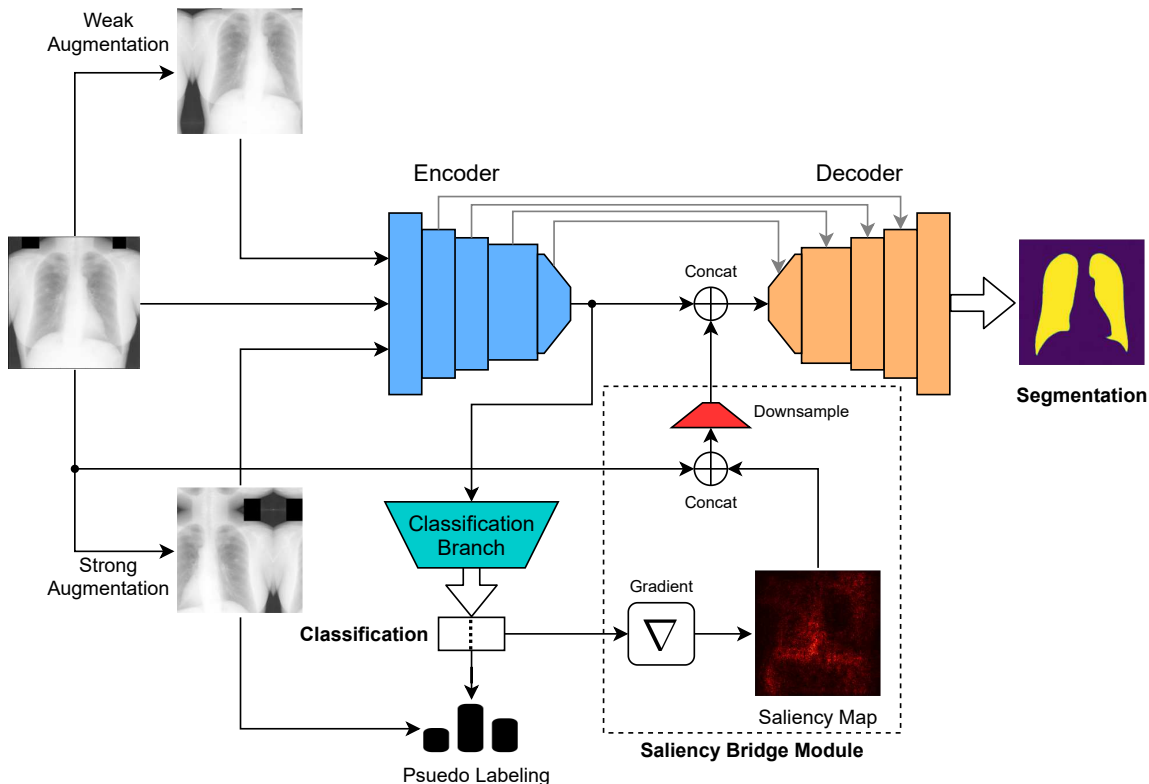 Weak
Augmentation
Encoder
Decoder
Concat
Segmentation
Downsample
Concat
Classification
Branch
Strong
Augmentation
Gradient
Classification
∇
Saliency Map
Saliency Bridge Module
Psuedo Labeling